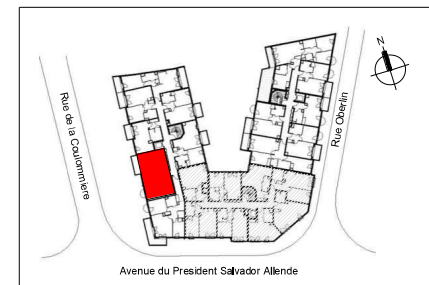 N
Rue de la Coulommiere
Rue Oberlin
Avenue du President Salvador Allende